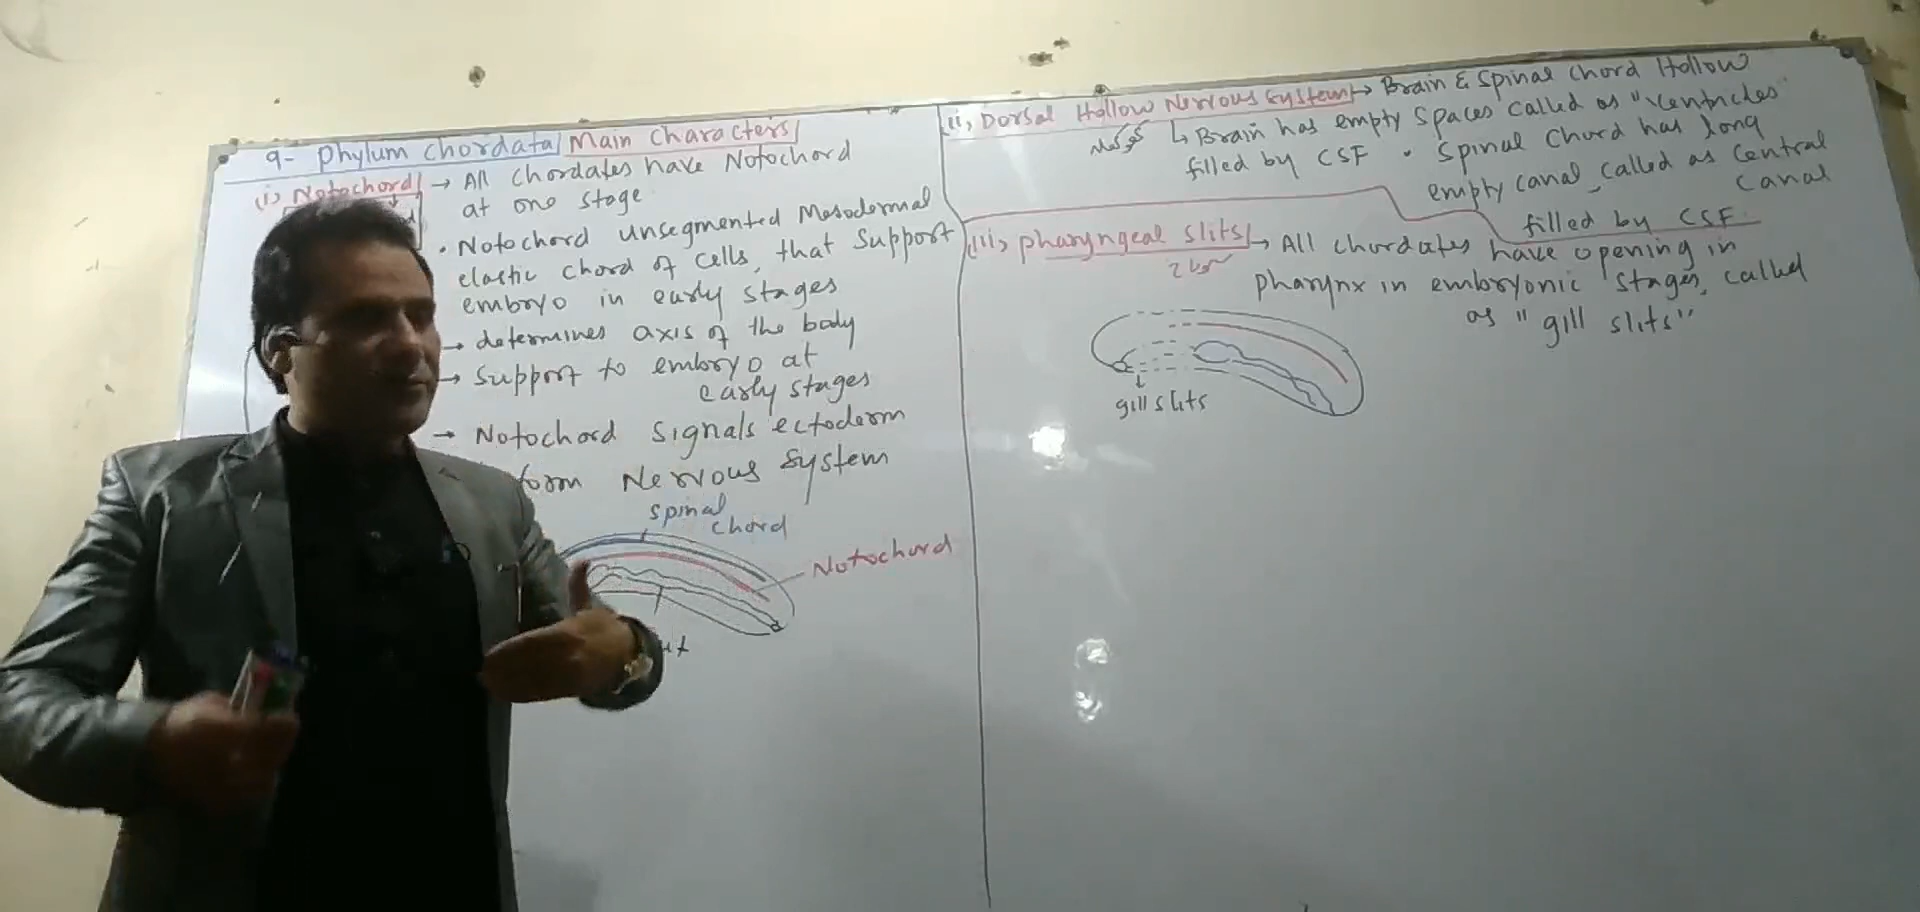 9- Phylum Chordata/Main Characters/
(i) Notochord/ → All Chordates have Notochord
at one stage
• Notochord unsegmented Mesodermal
elastic chord of cells, that support
embryo in early stages
→ determines axis of the body
→ support to embryo at
early stages
→ Notochord signals ectoderm
form Nervous System
spinal
chord
Notochord
ii, Dorsal Hollow Nervous System → Brain & Spinal Chord Hollow
↳ Brain has empty spaces called as "Ventricles"
filled by CSF • Spinal Chord has long
empty canal, called as Central
Canal
filled by CSF.
iii, pharyngeal slits/ → All chordates have opening in
pharynx in embryonic stages, called
as "gill slits"
gill slits